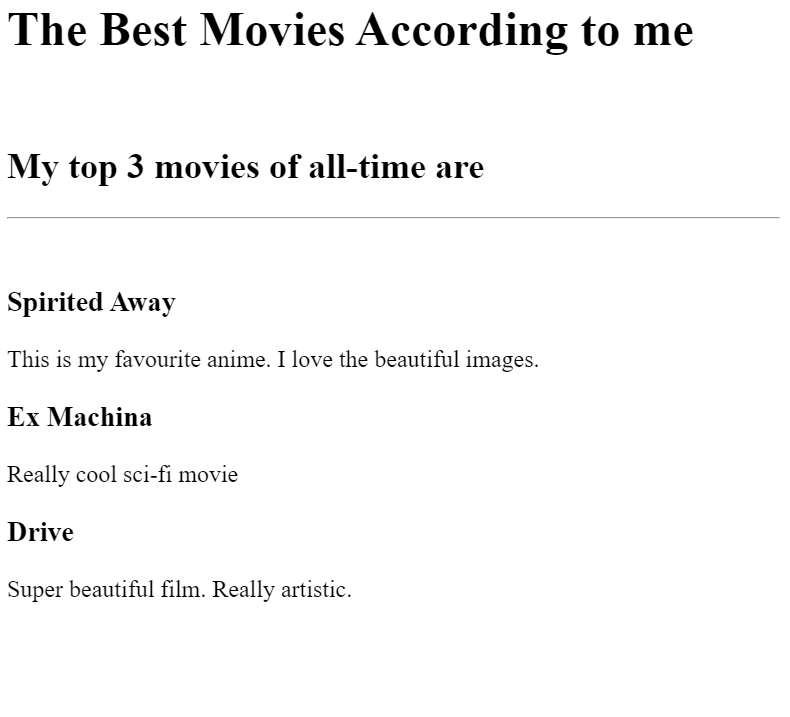 The Best Movies According to me
My top 3 movies of all-time are
Spirited Away
This is my favourite anime. I love the beautiful images.
Ex Machina
Really cool sci-fi movie
Drive
Super beautiful film. Really artistic.